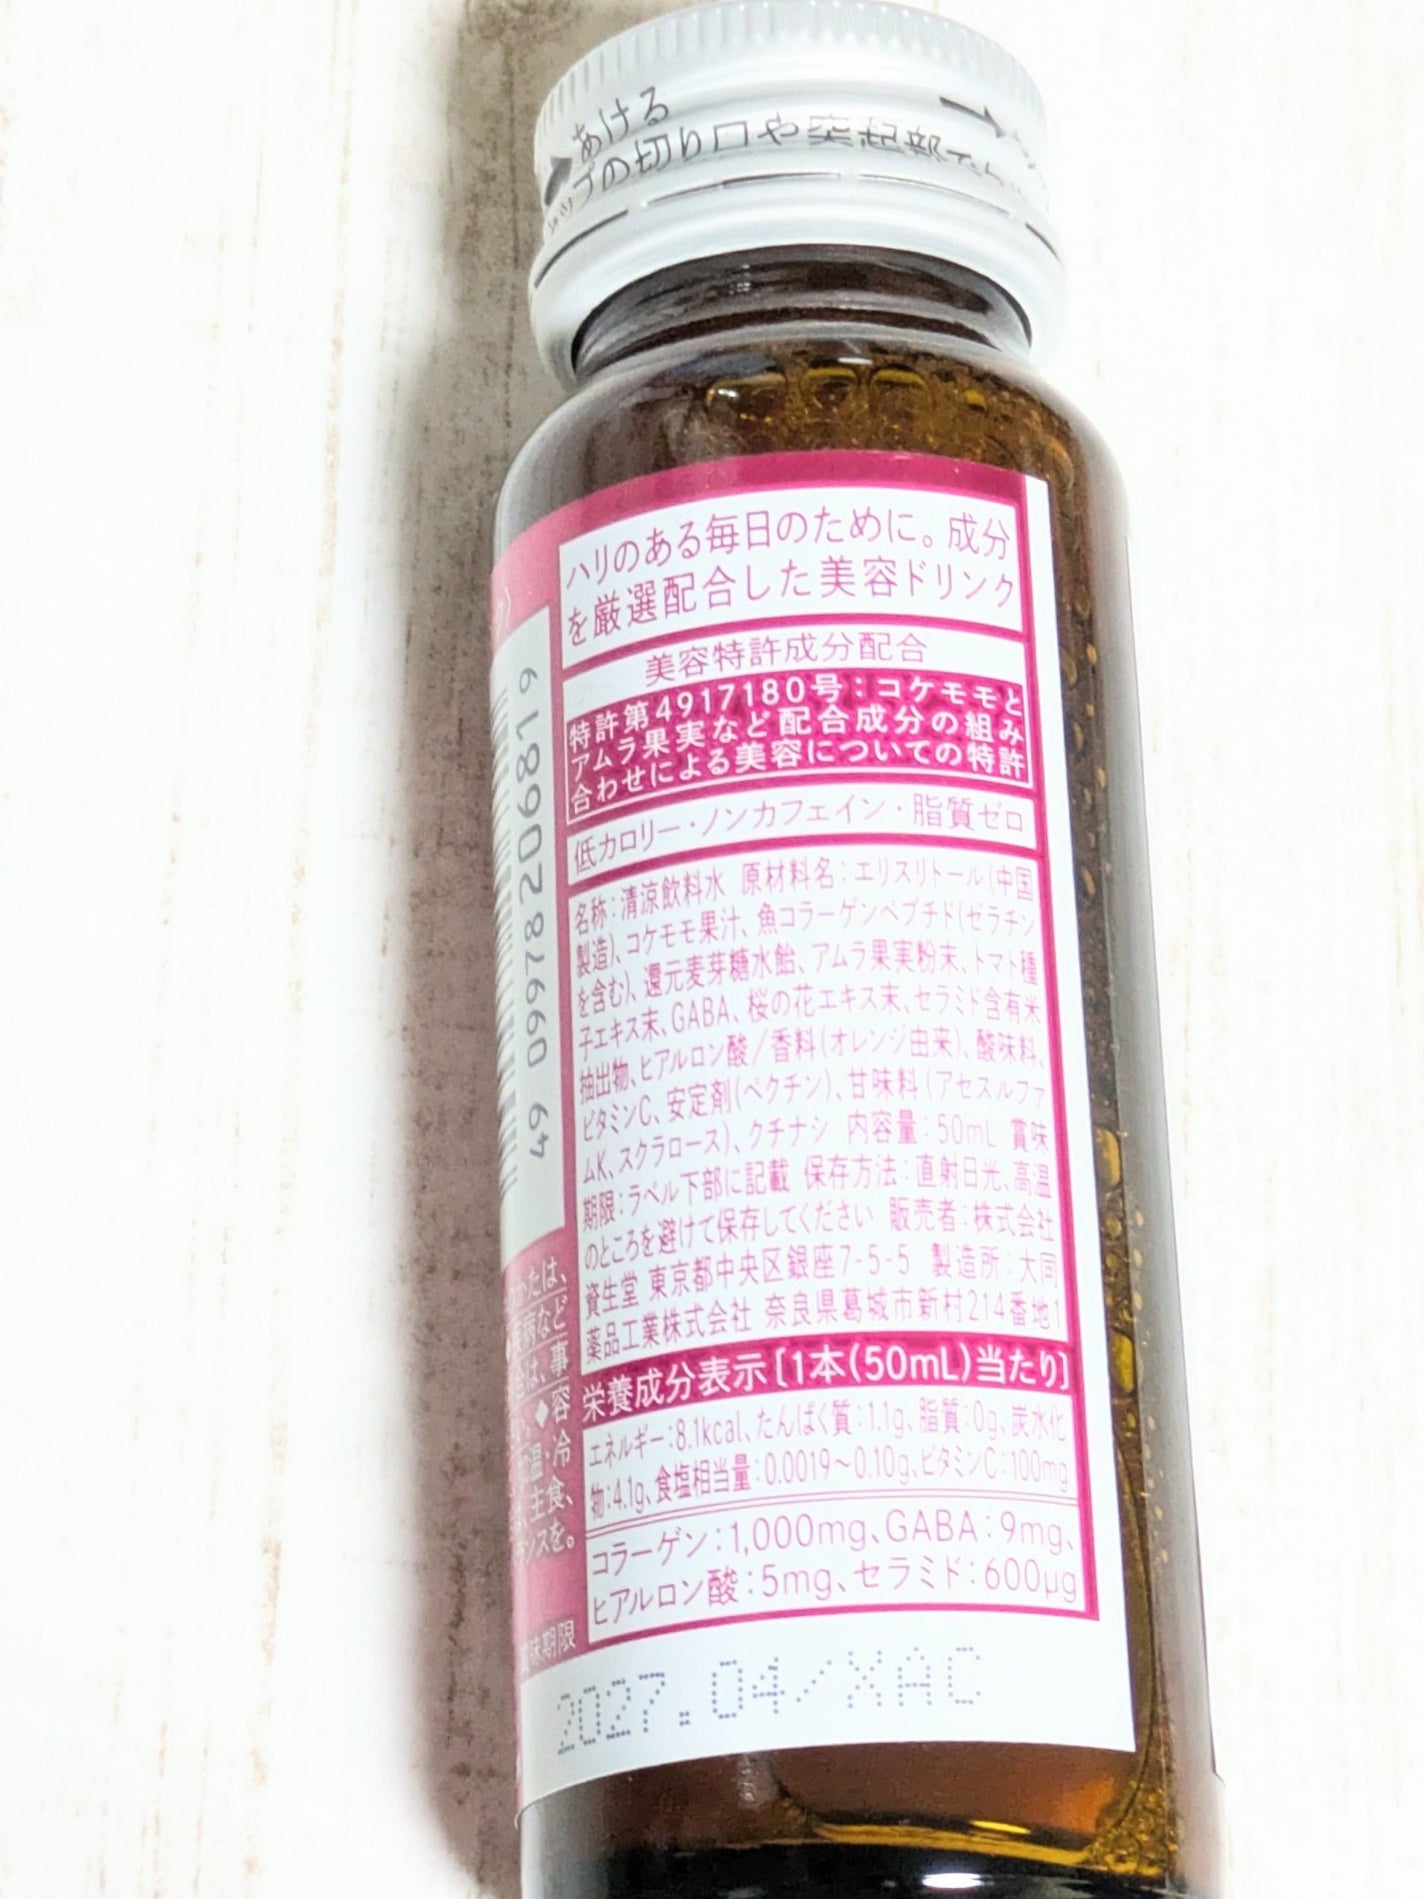 あける
ップの切り口や突起部で
ハリのある毎日のために。成分
を厳選配合した美容ドリンク
美容特許成分配合
特許第4917180号：コケモモと
アムラ果実など配合成分の組み
合わせによる美容についての特許
低カロリー・ノンカフェイン・脂質ゼロ
名称：清涼飲料水 原材料名：エリスリトール（中国
製造）、コケモモ果汁、魚コラーゲンペプチド（ゼラチン
を含む）、還元麦芽糖水飴、アムラ果実粉末、トマト種
子エキス末、GABA、桜の花エキス末、セラミド含有米
抽出物、ヒアルロン酸／香料（オレンジ由来）、酸味料、
ビタミンC、安定剤（ペクチン）、甘味料（アセスルファ
ムK、スクラロース）、クチナシ 内容量：50mL 賞味
期限：ラベル下部に記載 保存方法：直射日光、高温
のところを避けて保存してください 販売者：株式会社
資生堂 東京都中央区銀座7-5-5 製造所：大同
薬品工業株式会社 奈良県葛城市新村214番地1
栄養成分表示［1本（50mL）当たり］
エネルギー：8.1kcal、たんぱく質：1.1g、脂質：0g、炭水化
物：4.1g、食塩相当量：0.0019～0.10g、ビタミンC：100mg
コラーゲン：1,000mg、GABA：9mg、
ヒアルロン酸：5mg、セラミド：600μg
2027.04/XAC
49 09978 206819
たは、
病など
は、事
。◆容
温・冷
、主食、
ンスを。
味期限